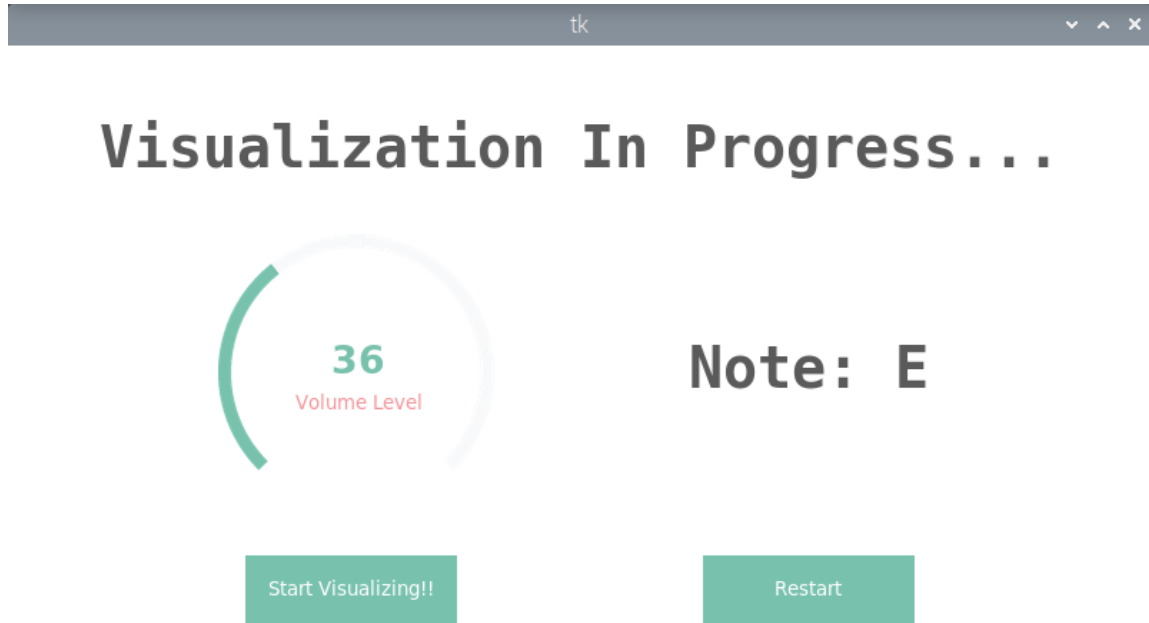 tk
Visualization In Progress...
36
Volume Level
Note: E
Start Visualizing!!
Restart